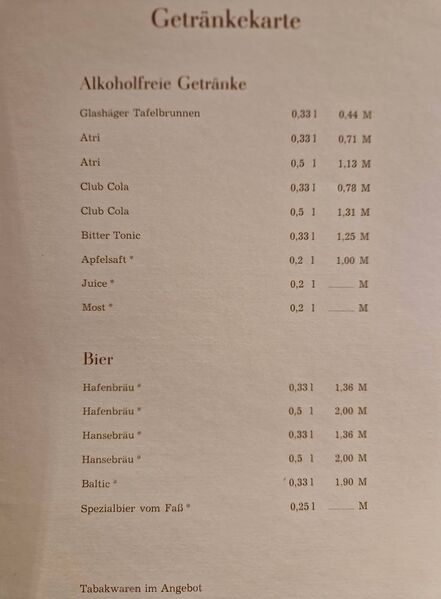 Getränkekarte
Alkoholfreie Getränke
Glashäger Tafelbrunnen 0,33 l 0,44 M
Atri 0,33 l 0,71 M
Atri 0,5 l 1,13 M
Club Cola 0,33 l 0,78 M
Club Cola 0,5 l 1,31 M
Bitter Tonic 0,33 l 1,25 M
Apfelsaft * 0,2 l 1,00 M
Juice * 0,2 l ____ M
Most * 0,2 l ____ M
Bier
Hafenbräu * 0,33 l 1,36 M
Hafenbräu * 0,5 l 2,00 M
Hansebräu * 0,33 l 1,36 M
Hansebräu * 0,5 l 2,00 M
Baltic * 0,33 l 1.90 M
Spezialbier vom Faß * 0,25 l ____ M
Tabakwaren im Angebot